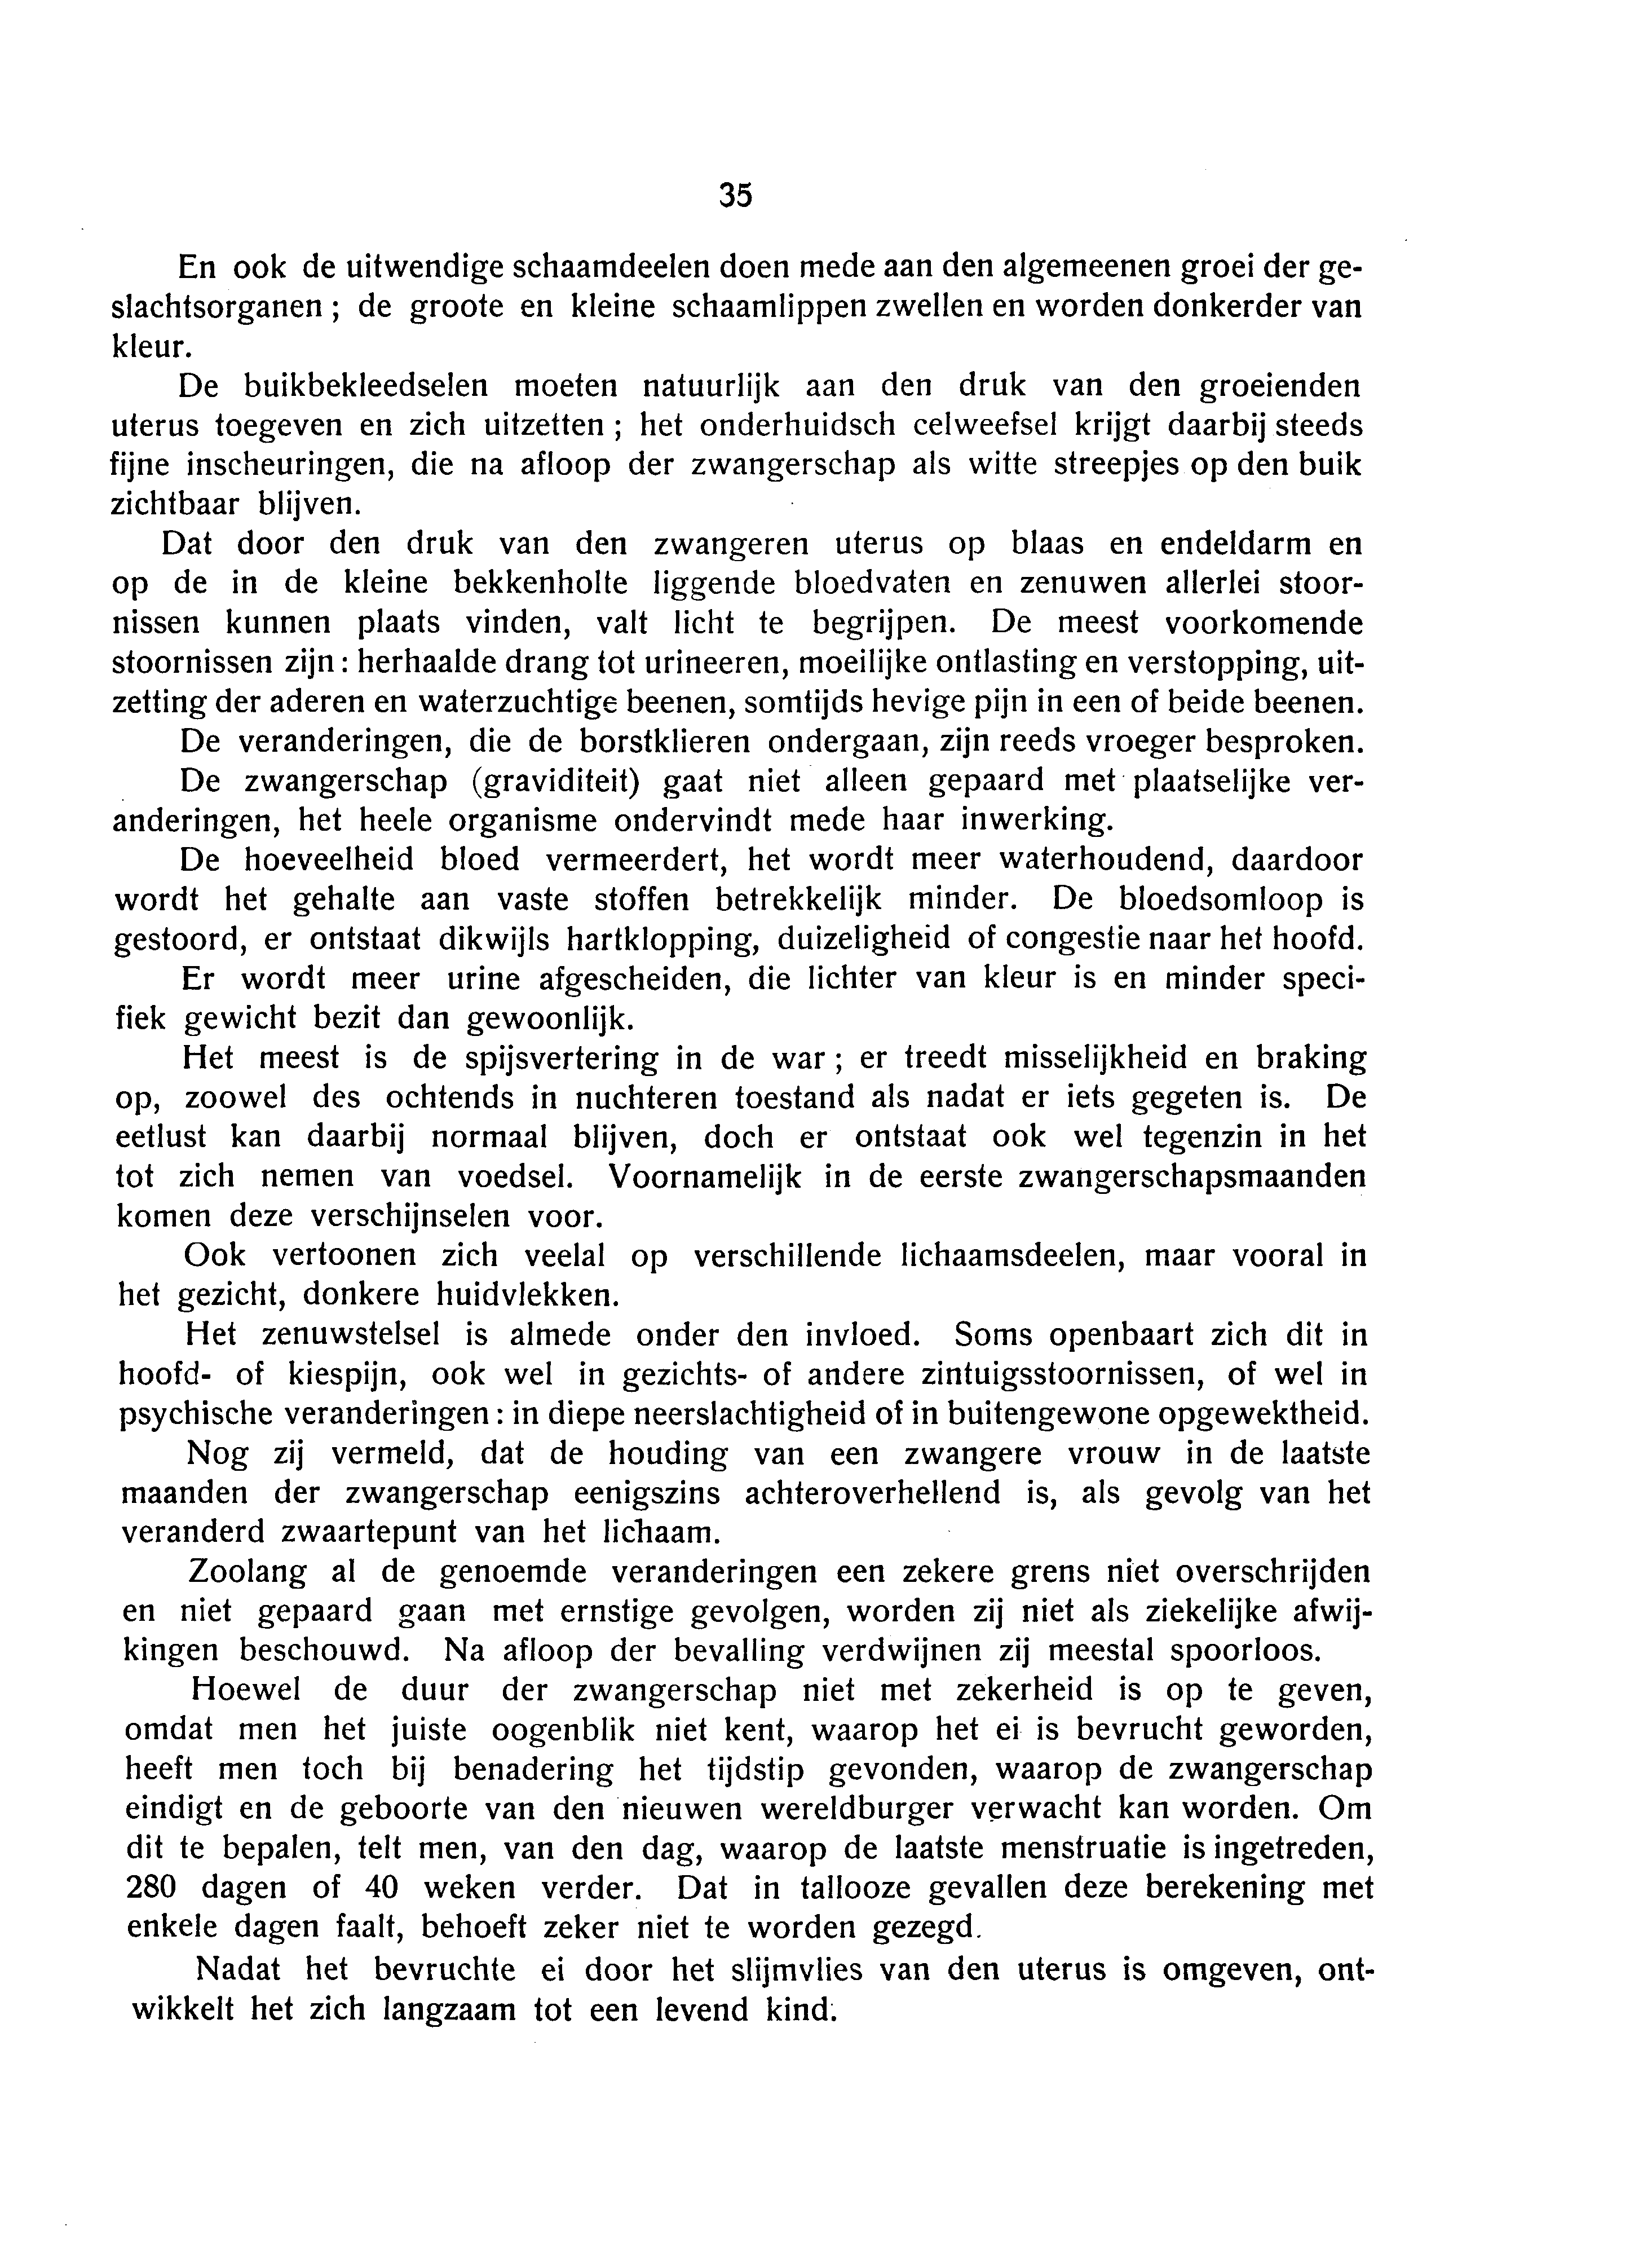 35
En ook de uitwendige schaamdeelen doen mede aan den algemeenen groei der ge-
slachtsorganen ; de groote en kleine schaamlippen zwellen en worden donkerder van
kleur.
De buikbekleedselen moeten natuurlijk aan den druk van den groeienden
uterus toegeven en zich uitzetten ; het onderhuidsch celweefsel krijgt daarbij steeds
fijne inscheuringen, die na afloop der zwangerschap als witte streepjes op den buik
zichtbaar blijven.
Dat door den druk van den zwangeren uterus op blaas en endeldarm en
op de in de kleine bekkenholte liggende bloedvaten en zenuwen allerlei stoor-
nissen kunnen plaats vinden, valt licht te begrijpen. De meest voorkomende
stoornissen zijn : herhaalde drang tot urineeren, moeilijke ontlasting en verstopping, uit-
zetting der aderen en waterzuchtige beenen, somtijds hevige pijn in een of beide beenen.
De veranderingen, die de borstklieren ondergaan, zijn reeds vroeger besproken.
De zwangerschap (graviditeit) gaat niet alleen gepaard met plaatselijke ver-
anderingen, het heele organisme ondervindt mede haar inwerking.
De hoeveelheid bloed vermeerdert, het wordt meer waterhoudend, daardoor
wordt het gehalte aan vaste stoffen betrekkelijk minder. De bloedsomloop is
gestoord, er ontstaat dikwijls hartklopping, duizeligheid of congestie naar het hoofd.
Er wordt meer urine afgescheiden, die lichter van kleur is en minder speci-
fiek gewicht bezit dan gewoonlijk.
Het meest is de spijsvertering in de war ; er treedt misselijkheid en braking
op, zoowel des ochtends in nuchteren toestand als nadat er iets gegeten is. De
eetlust kan daarbij normaal blijven, doch er ontstaat ook wel tegenzin in het
tot zich nemen van voedsel. Voornamelijk in de eerste zwangerschapsmaanden
komen deze verschijnselen voor.
Ook vertoonen zich veelal op verschillende lichaamsdeelen, maar vooral in
het gezicht, donkere huidvlekken.
Het zenuwstelsel is almede onder den invloed. Soms openbaart zich dit in
hoofd- of kiespijn, ook wel in gezichts- of andere zintuigsstoornissen, of wel in
psychische veranderingen : in diepe neerslachtigheid of in buitengewone opgewektheid.
Nog zij vermeld, dat de houding van een zwangere vrouw in de laatste
maanden der zwangerschap eenigszins achteroverhellend is, als gevolg van het
veranderd zwaartepunt van het lichaam.
Zoolang al de genoemde veranderingen een zekere grens niet overschrijden
en niet gepaard gaan met ernstige gevolgen, worden zij niet als ziekelijke afwij-
kingen beschouwd. Na afloop der bevalling verdwijnen zij meestal spoorloos.
Hoewel de duur der zwangerschap niet met zekerheid is op te geven,
omdat men het juiste oogenblik niet kent, waarop het ei is bevrucht geworden,
heeft men toch bij benadering het tijdstip gevonden, waarop de zwangerschap
eindigt en de geboorte van den nieuwen wereldburger verwacht kan worden. Om
dit te bepalen, telt men, van den dag, waarop de laatste menstruatie is ingetreden,
280 dagen of 40 weken verder. Dat in tallooze gevallen deze berekening met
enkele dagen faalt, behoeft zeker niet te worden gezegd.
Nadat het bevruchte ei door het slijmvlies van den uterus is omgeven, ont-
wikkelt het zich langzaam tot een levend kind.